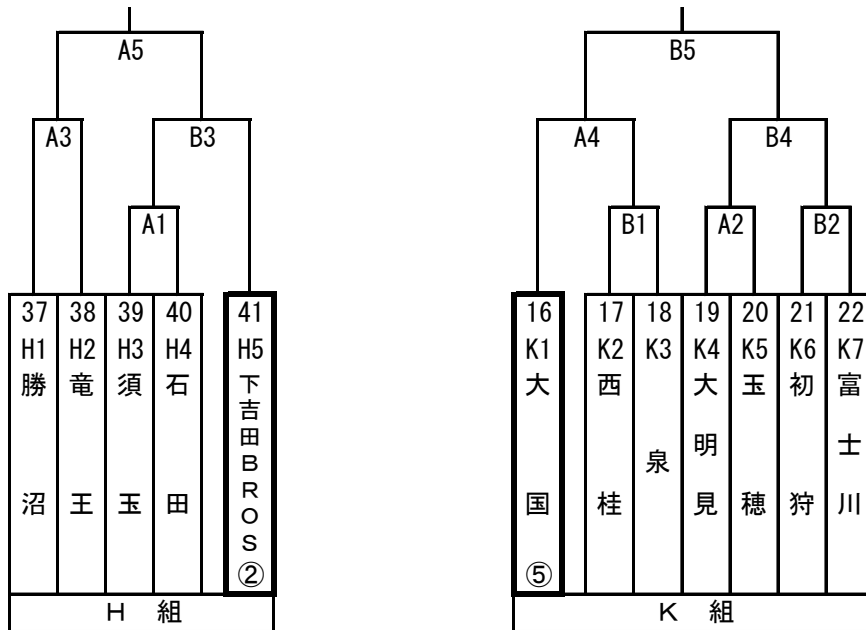 A5
B5
A3
B3
A4
B4
A1
B1
A2
B2
37 38 39 40 41
H1 H2 H3 H4 H5
勝沼
竜王
須玉
石田
下吉田BROS②
H 組
16 17 18 19 20 21 22
K1 K2 K3 K4 K5 K6 K7
大国⑤
西桂
泉
大明見
玉穂
初狩
富士川
K 組